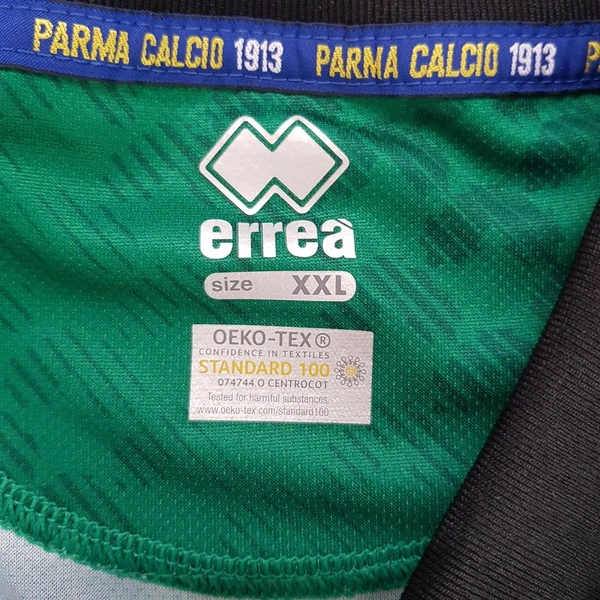 PARMA CALCIO 1913 PARMA CALCIO 1913 P
erreà
size XXL
OEKO-TEX®
CONFIDENCE IN TEXTILES
STANDARD 100
074744.O CENTROCOT
Tested for harmful substances.
www.oeko-tex.com/standard100